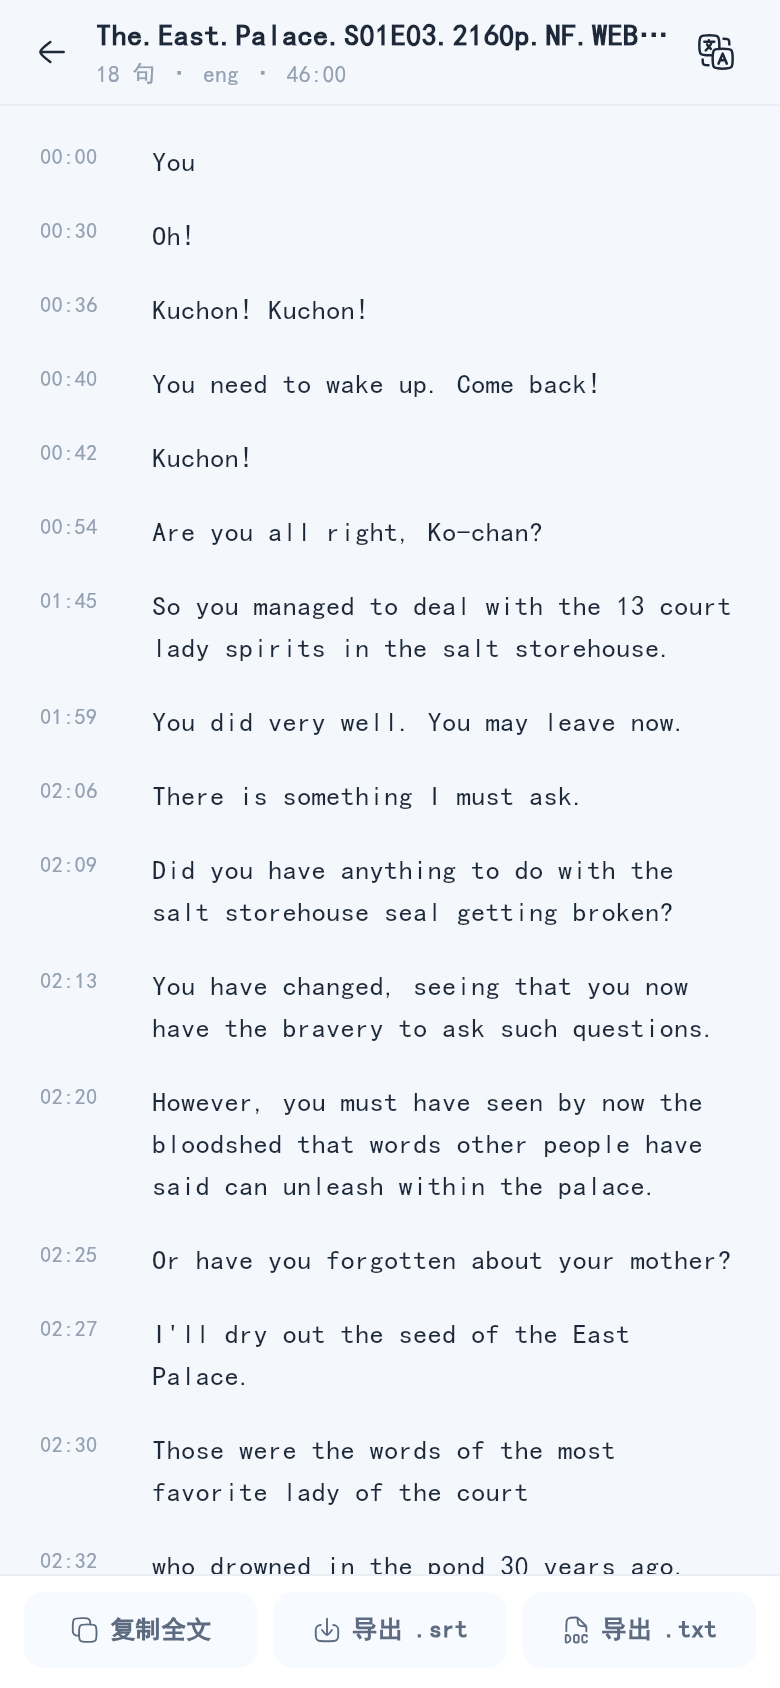 The.East.Palace.S01E03.2160p.NF.WEB···
18 句 · eng · 46:00
00:00 You
00:30 Oh!
00:36 Kuchon! Kuchon!
00:40 You need to wake up. Come back!
00:42 Kuchon!
00:54 Are you all right, Ko-chan?
01:45 So you managed to deal with the 13 court
lady spirits in the salt storehouse.
01:59 You did very well. You may leave now.
02:06 There is something I must ask.
02:09 Did you have anything to do with the
salt storehouse seal getting broken?
02:13 You have changed, seeing that you now
have the bravery to ask such questions.
02:20 However, you must have seen by now the
bloodshed that words other people have
said can unleash within the palace.
02:25 Or have you forgotten about your mother?
02:27 I'll dry out the seed of the East
Palace.
02:30 Those were the words of the most
favorite lady of the court
02:32 who drowned in the pond 30 years ago.
复制全文 导出 .srt 导出 .txt